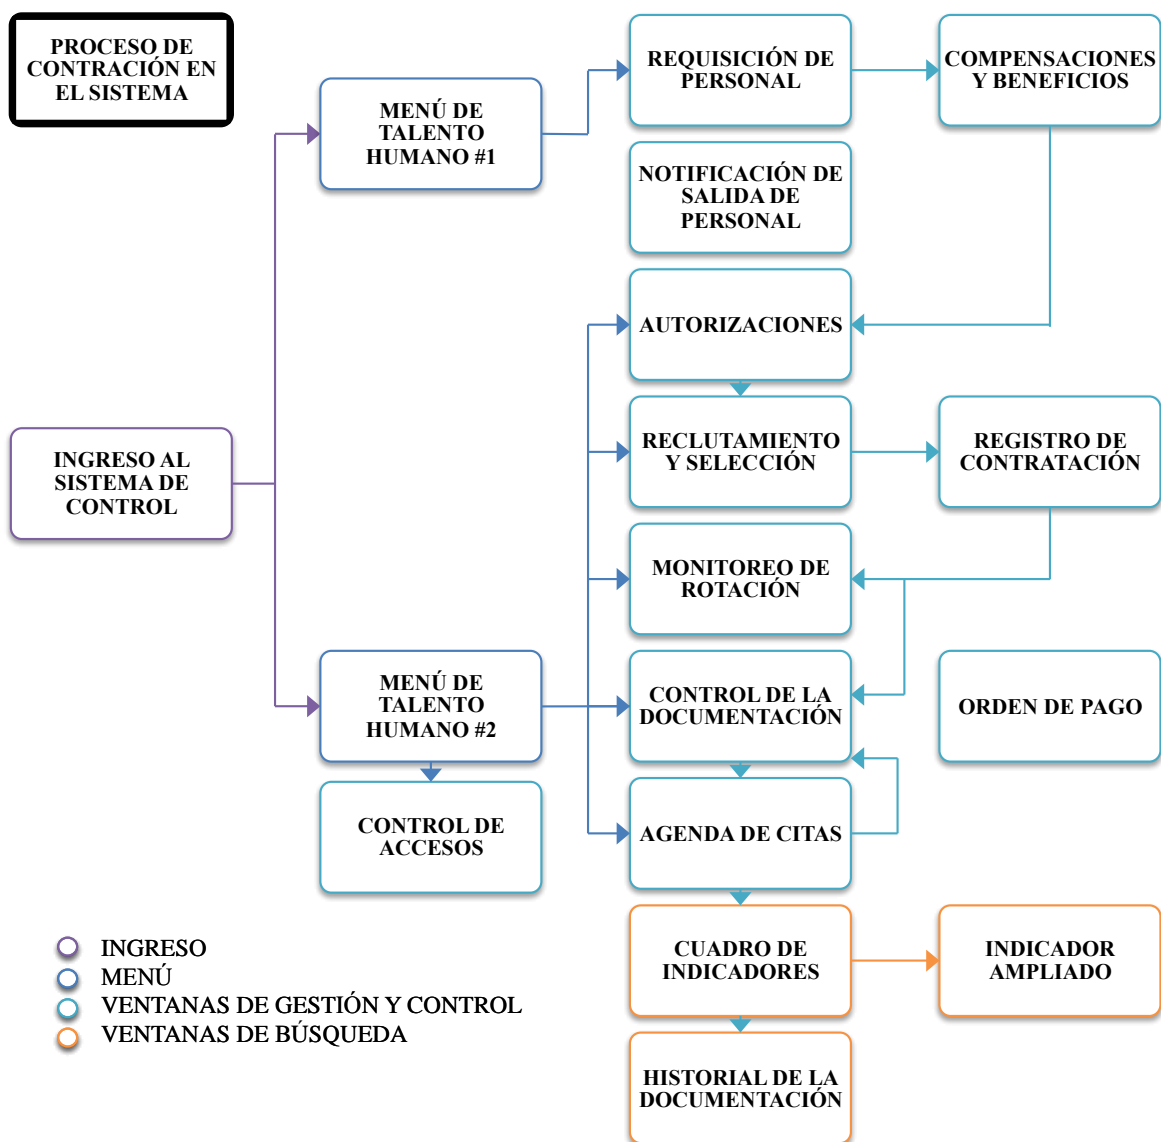 PROCESO DE
CONTRACIÓN EN
EL SISTEMA
MENÚ DE
TALENTO
HUMANO #1
REQUISICIÓN DE
PERSONAL
COMPENSACIONES
Y BENEFICIOS
NOTIFICACIÓN DE
SALIDA DE
PERSONAL
AUTORIZACIONES
INGRESO AL
SISTEMA DE
CONTROL
RECLUTAMIENTO
Y SELECCIÓN
REGISTRO DE
CONTRATACIÓN
MONITOREO DE
ROTACIÓN
MENÚ DE
TALENTO
HUMANO #2
CONTROL DE LA
DOCUMENTACIÓN
ORDEN DE PAGO
CONTROL DE
ACCESOS
AGENDA DE CITAS
CUADRO DE
INDICADORES
INDICADOR
AMPLIADO
HISTORIAL DE LA
DOCUMENTACIÓN
INGRESO
MENÚ
VENTANAS DE GESTIÓN Y CONTROL
VENTANAS DE BÚSQUEDA